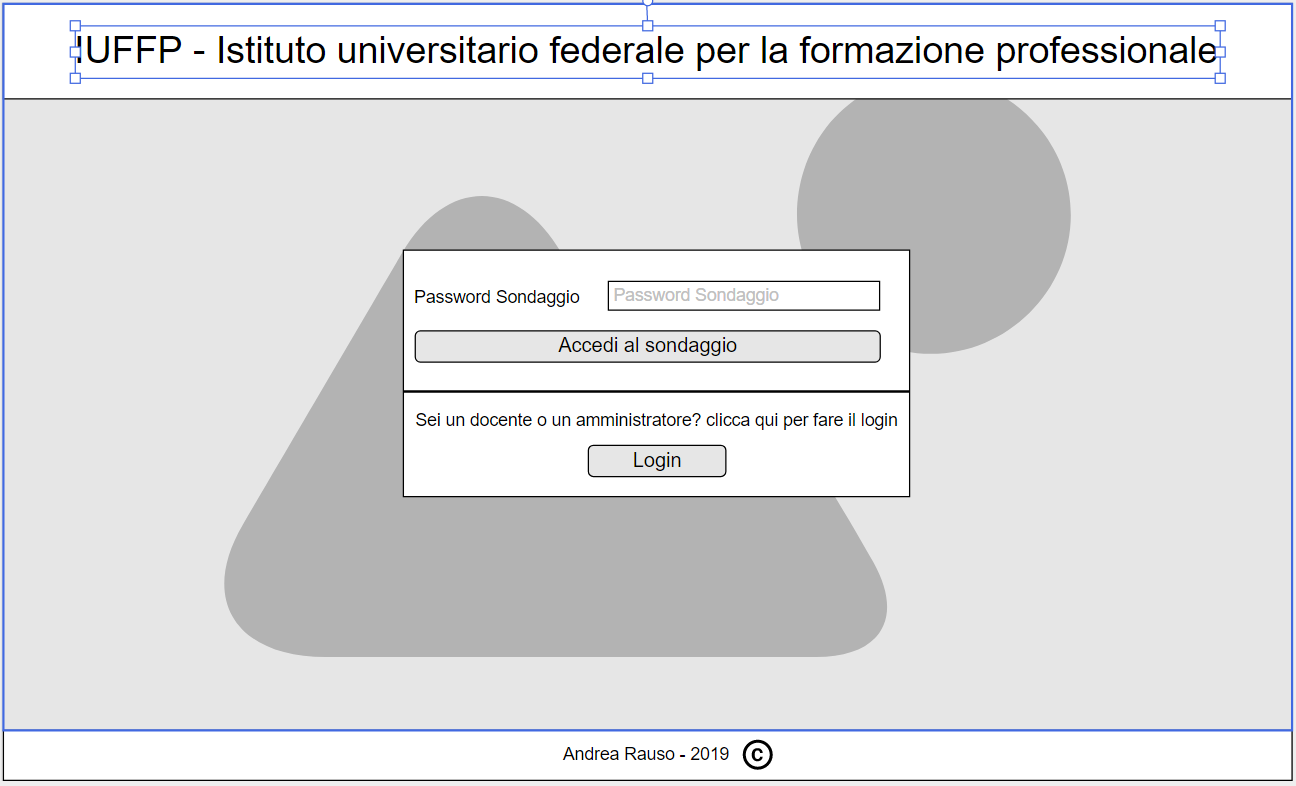 IUFFP - Istituto universitario federale per la formazione professionale
Password Sondaggio Password Sondaggio
Accedi al sondaggio
Sei un docente o un amministratore? clicca qui per fare il login
Login
Andrea Rauso - 2019 ©